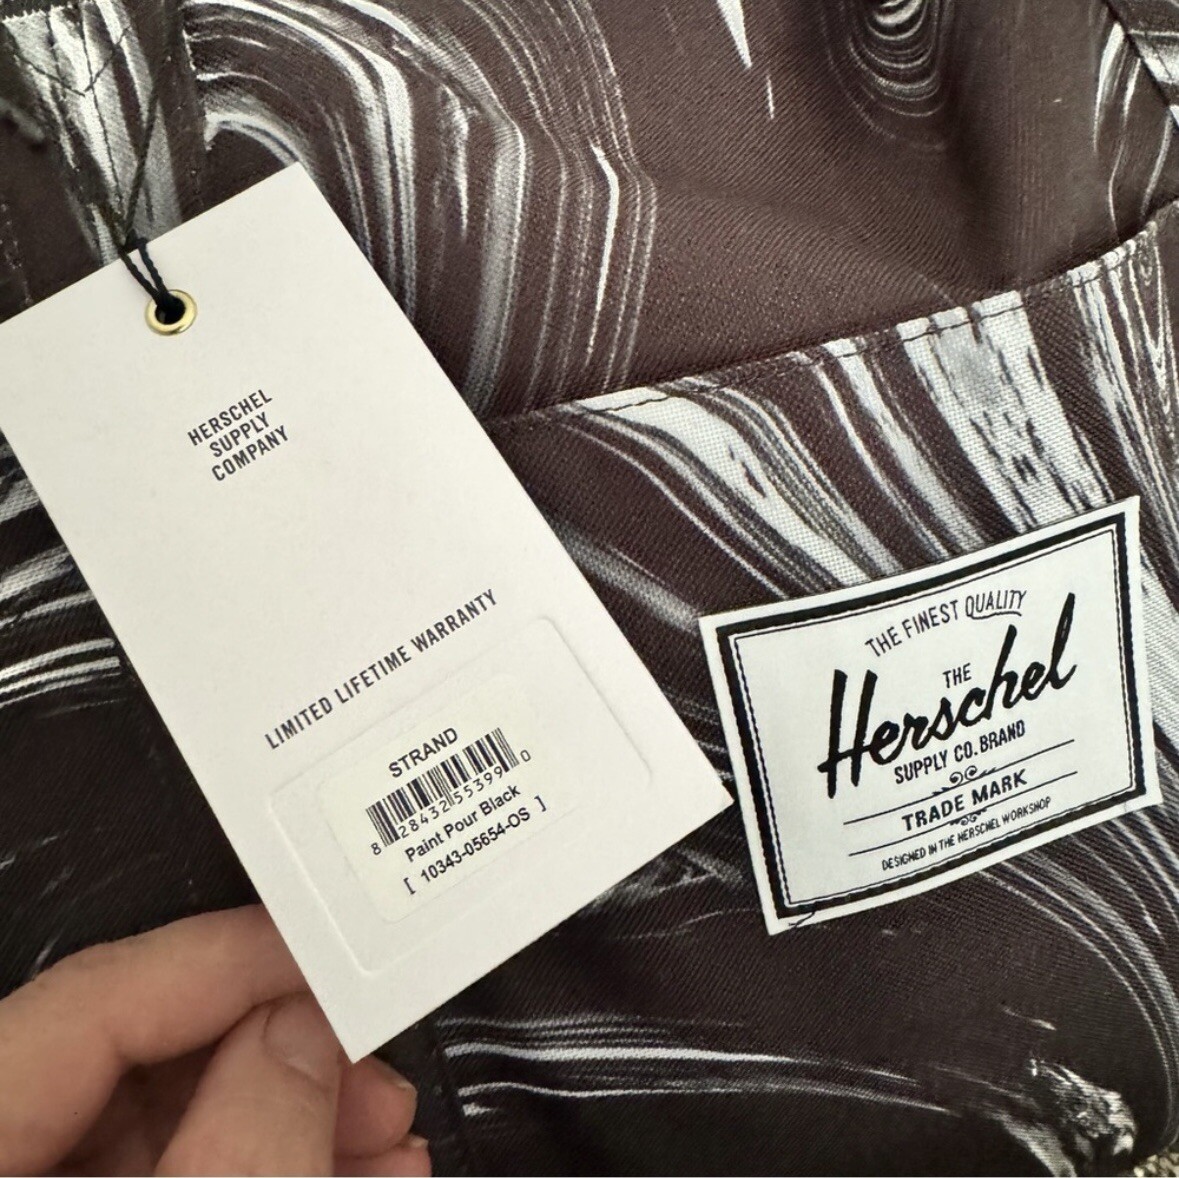 HERSCHEL
SUPPLY
COMPANY
LIMITED LIFETIME WARRANTY
STRAND
8 28432 55399 0
Paint Pour Black
[ 10343-05654-OS ]
THE FINEST QUALITY
THE
Herschel
SUPPLY CO. BRAND
TRADE MARK
DESIGNED IN THE HERSCHEL WORKSHOP